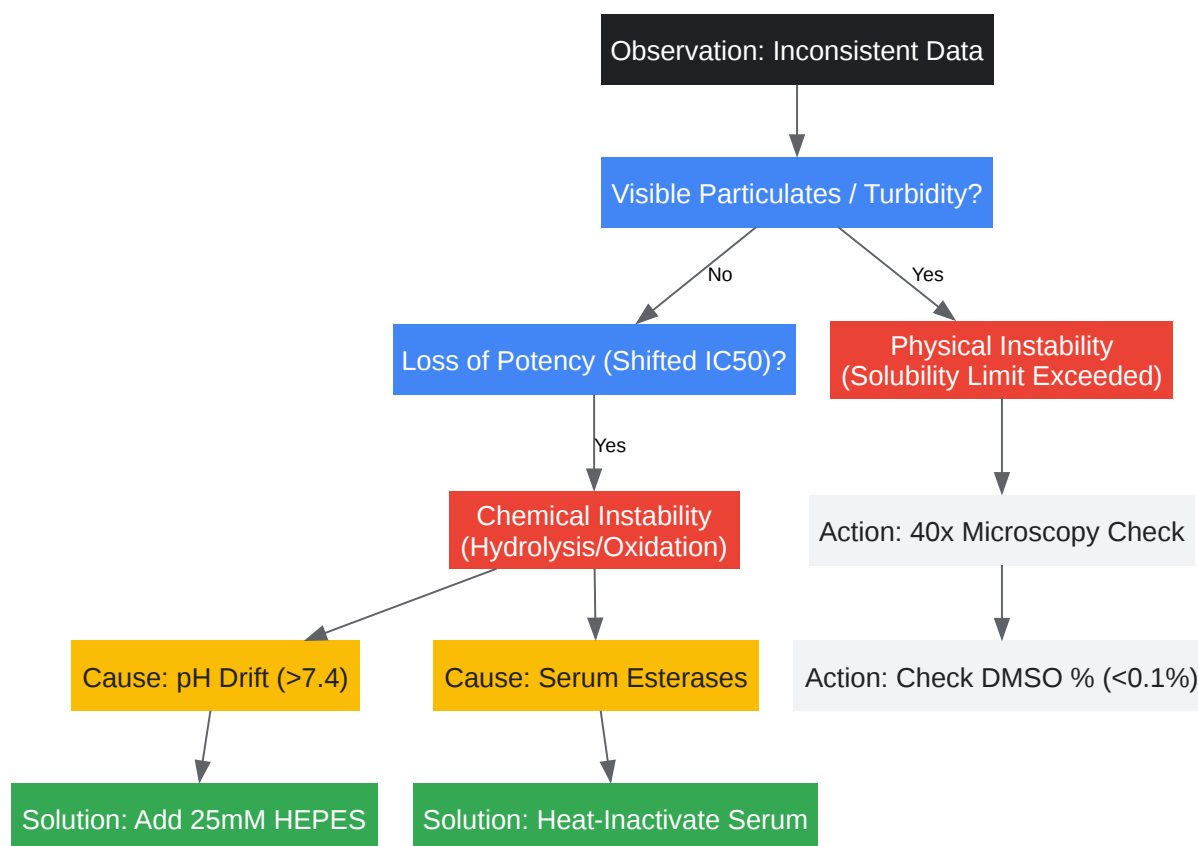 Observation: Inconsistent Data
Visible Particulates / Turbidity?
No
Yes
Loss of Potency (Shifted IC50)?
Physical Instability
(Solubility Limit Exceeded)
Yes
Chemical Instability
(Hydrolysis/Oxidation)
Action: 40x Microscopy Check
Cause: pH Drift (>7.4)
Cause: Serum Esterases
Action: Check DMSO % (<0.1%)
Solution: Add 25mM HEPES
Solution: Heat-Inactivate Serum